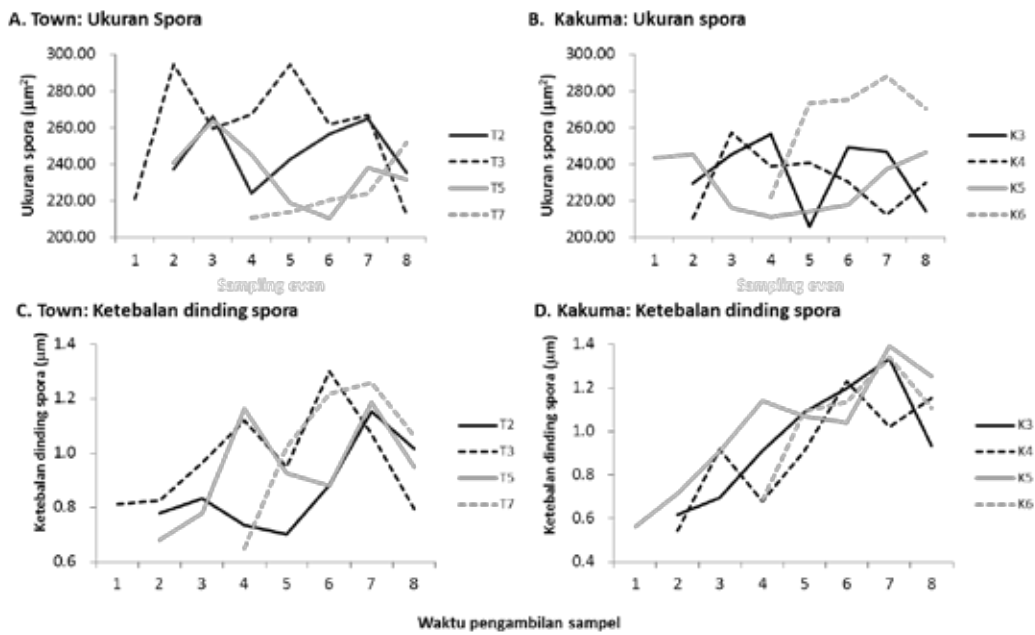 A. Town: Ukuran Spora
Ukuran spora (µm²)
300.00
280.00
260.00
240.00
220.00
200.00
1 2 3 4 5 6 7 8
Sampling even
T2
T3
T5
T7
B. Kakuma: Ukuran spora
Ukuran spora (µm²)
300.00
280.00
260.00
240.00
220.00
200.00
1 2 3 4 5 6 7 8
Sampling even
K3
K4
K5
K6
C. Town: Ketebalan dinding spora
Ketebalan dinding spora (µm)
1.4
1.2
1.0
0.8
0.6
1 2 3 4 5 6 7 8
T2
T3
T5
T7
D. Kakuma: Ketebalan dinding spora
Ketebalan dinding spora (µm)
1.4
1.2
1.0
0.8
0.6
0.4
1 2 3 4 5 6 7 8
K3
K4
K5
K6
Waktu pengambilan sampel